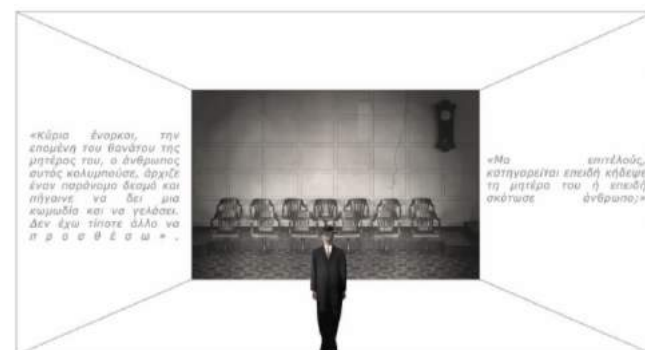 «Κύριοι ένορκοι, την
επομένη του θανάτου της
μητέρας του, ο άνθρωπος
αυτός κολυμπούσε, άρχιζε
έναν παράνομο δεσμό και
πήγαινε να δει μια
κωμωδία και να γελάσει.
Δεν έχω τίποτε άλλο να
προσθέσω».
«Μα επιτέλους,
κατηγορείται επειδή κήδεψε
τη μητέρα του ή επειδή
σκότωσε άνθρωπο;»